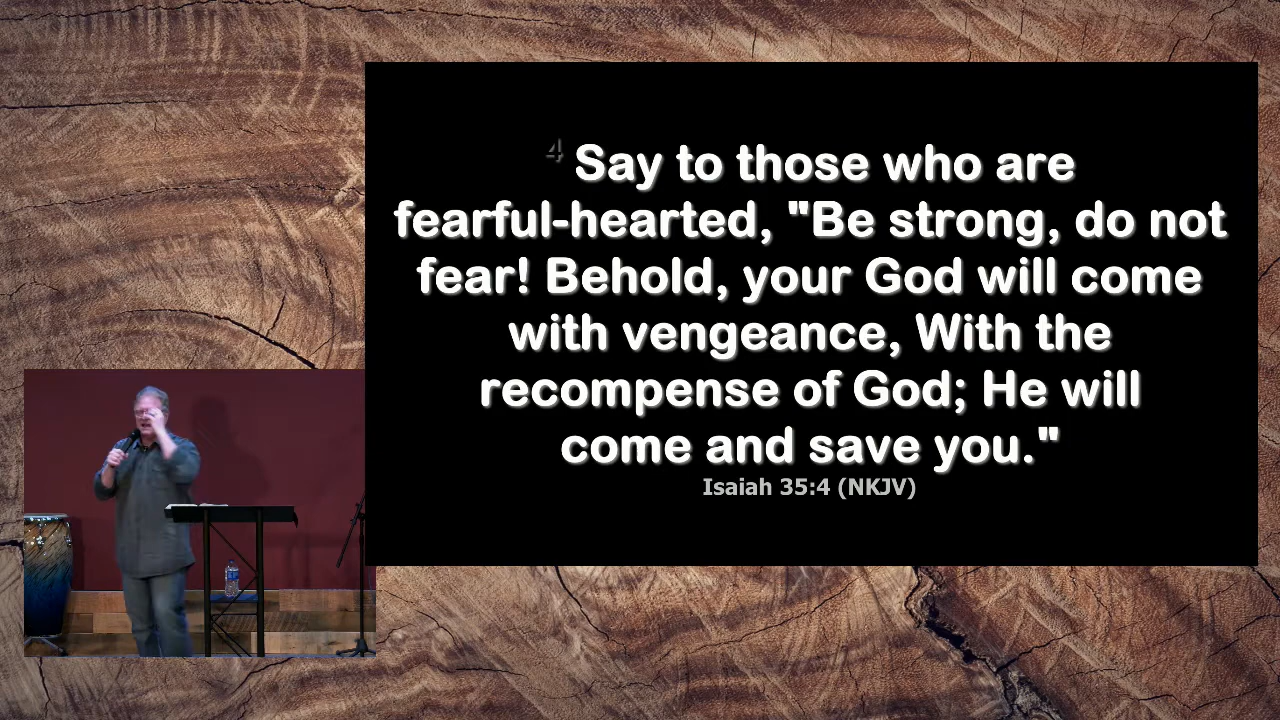 4 Say to those who are
fearful-hearted, "Be strong, do not
fear! Behold, your God will come
with vengeance, With the
recompense of God; He will
come and save you."
Isaiah 35:4 (NKJV)